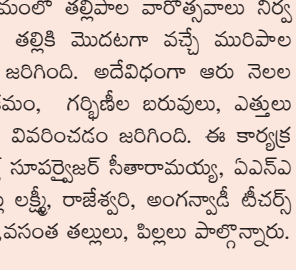 మంలో తల్లిపాల వారోత్సవాలు నిర్వ
తల్లికి మొదటగా వచ్చే మురిపాల
జరిగింది. అదేవిధంగా ఆరు నెలల
మం, గర్భిణీల బరువులు, ఎత్తులు
వివరించడం జరిగింది. ఈ కార్యక్ర
సూపర్వైజర్ సీతారామయ్య, ఏఎన్ఎ
లక్ష్మీ, రాజేశ్వరి, అంగన్వాడీ టీచర్స్
,వసంత తల్లులు, పిల్లలు పాల్గొన్నారు.